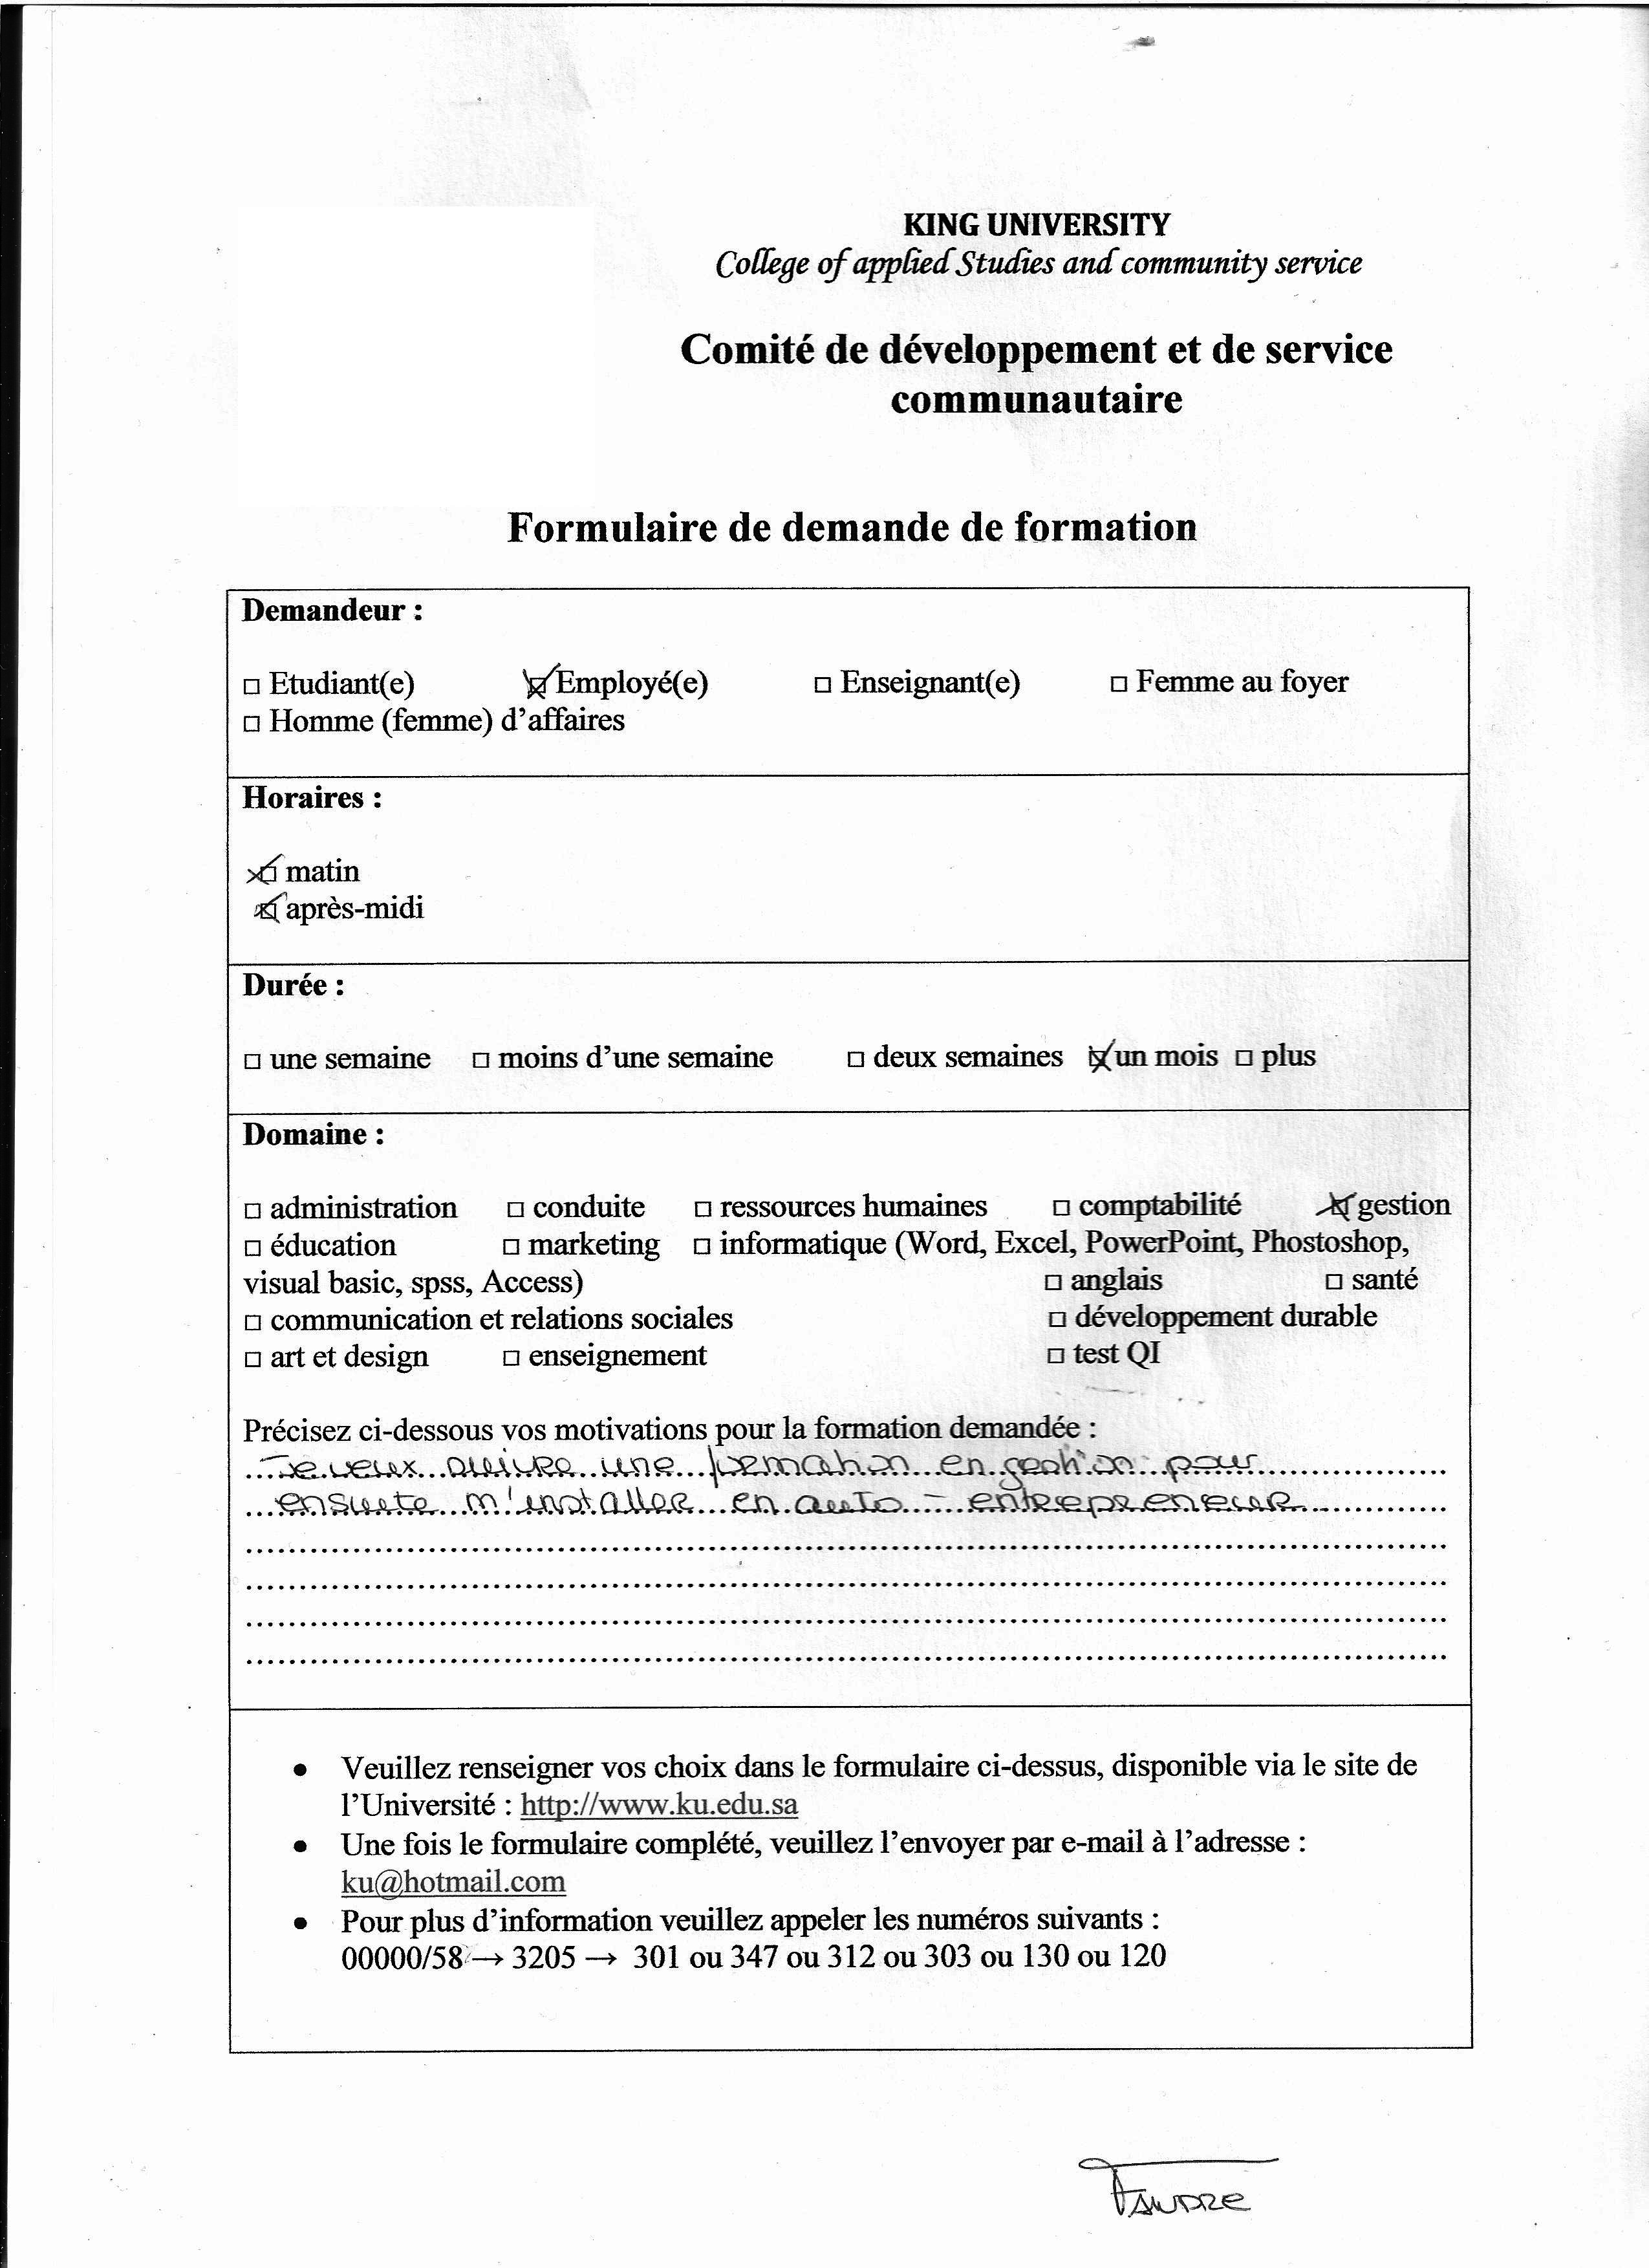 KING UNIVERSITY
College of applied Studies and community service
Comité de développement et de service
communautaire
Formulaire de demande de formation
Demandeur :
□ Etudiant(e) ☒ Employé(e) □ Enseignant(e) □ Femme au foyer
□ Homme (femme) d'affaires
Horaires :
☒ matin
☒ après-midi
Durée :
□ une semaine □ moins d'une semaine □ deux semaines ☒ un mois □ plus
Domaine :
□ administration □ conduite □ ressources humaines □ comptabilité ☒ gestion
□ éducation □ marketing □ informatique (Word, Excel, PowerPoint, Phostoshop,
visual basic, spss, Access) □ anglais □ santé
□ communication et relations sociales □ développement durable
□ art et design □ enseignement □ test QI
Précisez ci-dessous vos motivations pour la formation demandée :
Je veux suivre une formation en gestion pour
ensuite m'installer en auto-entrepreneur
• Veuillez renseigner vos choix dans le formulaire ci-dessus, disponible via le site de
l'Université : http://www.ku.edu.sa
• Une fois le formulaire complété, veuillez l'envoyer par e-mail à l'adresse :
ku@hotmail.com
• Pour plus d'information veuillez appeler les numéros suivants :
00000/58 → 3205 → 301 ou 347 ou 312 ou 303 ou 130 ou 120